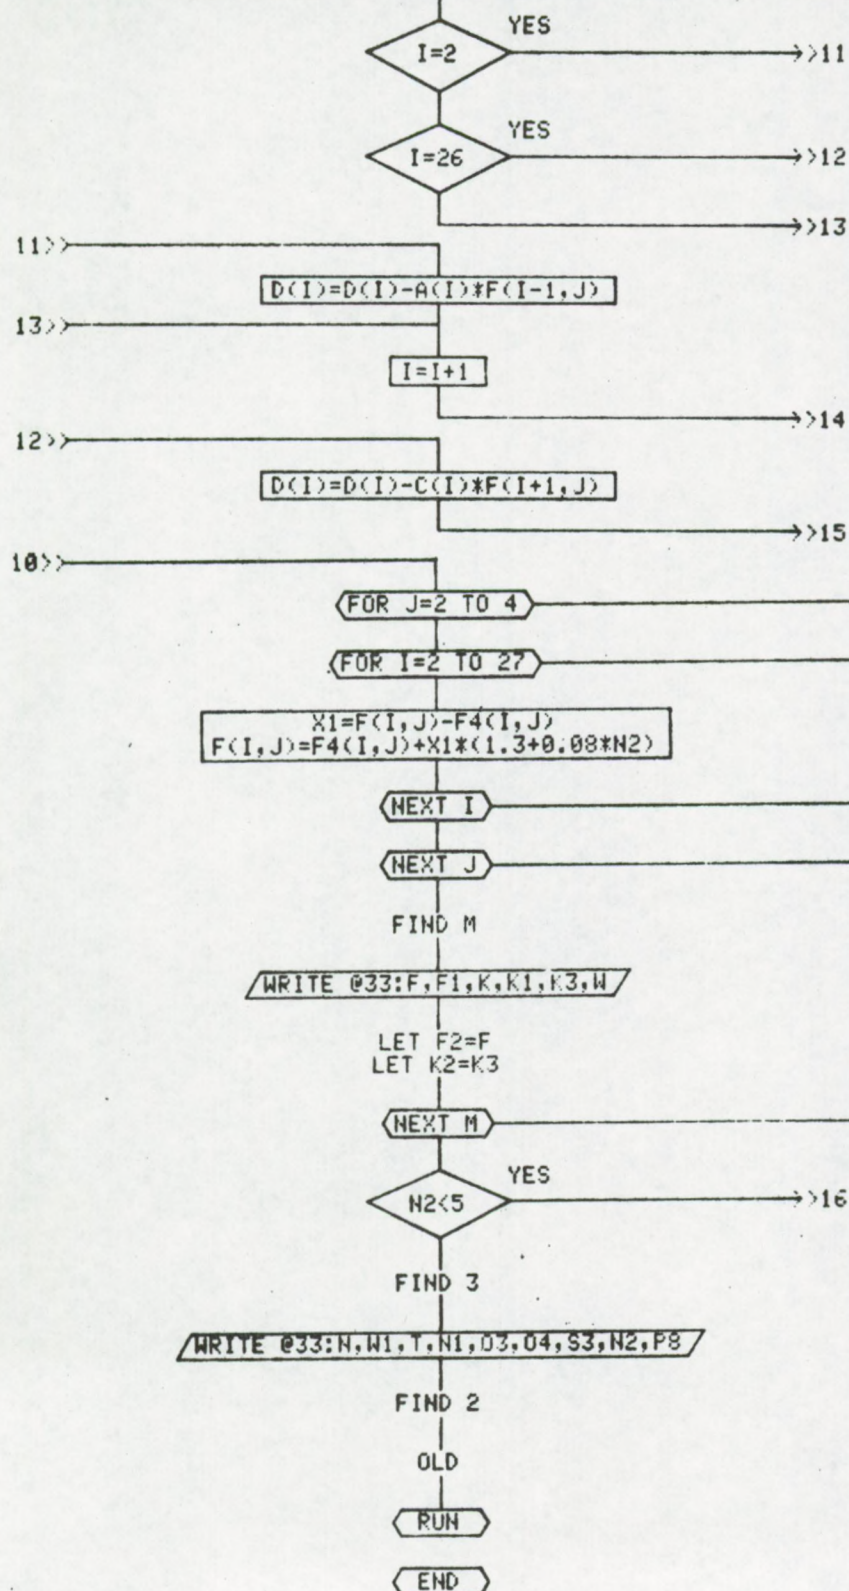 YES
I=2 >>11
YES
I=26 >>12
>>13
11>>
D(I)=D(I)-A(I)*F(I-1,J)
13>>
I=I+1
>>14
12>>
D(I)=D(I)-C(I)*F(I+1,J)
>>15
10>>
FOR J=2 TO 4
FOR I=2 TO 27
X1=F(I,J)-F4(I,J)
F(I,J)=F4(I,J)+X1*(1.3+0.08*N2)
NEXT I
NEXT J
FIND M
WRITE @33:F,F1,K,K1,K3,W
LET F2=F
LET K2=K3
NEXT M
YES
N2<5 >>16
FIND 3
WRITE @33:N,W1,T,N1,O3,O4,S3,N2,P8
FIND 2
OLD
RUN
END